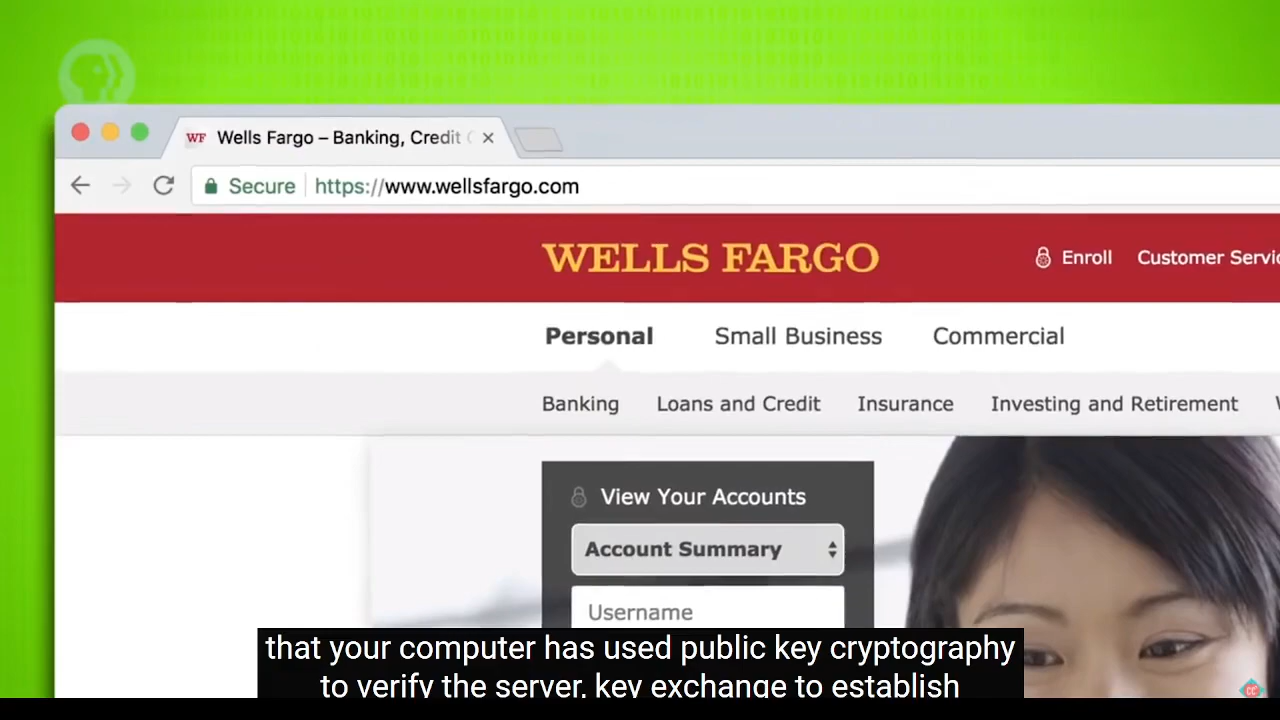 WF Wells Fargo – Banking, Credit
Secure https://www.wellsfargo.com
WELLS FARGO
Enroll Customer
Personal Small Business Commercial
Banking Loans and Credit Insurance Investing and Retirement
View Your Accounts
Account Summary
Username
that your computer has used public key cryptography
to verify the server, key exchange to establish
CC